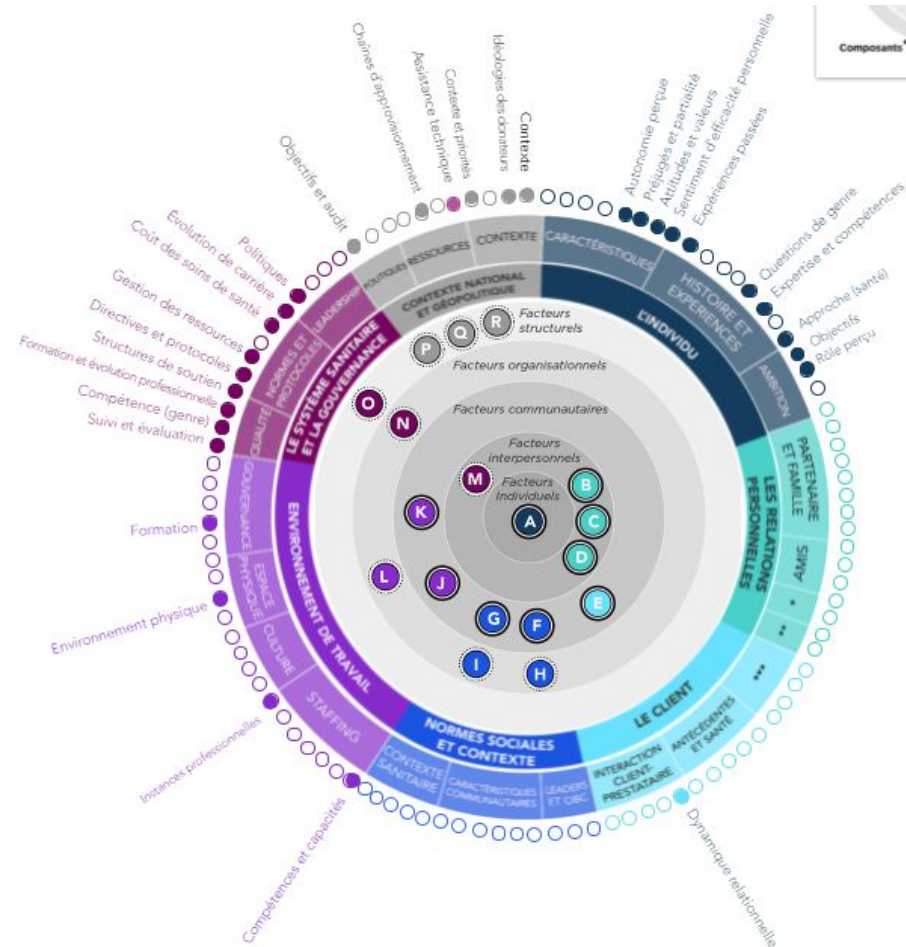 Composants
Chaînes d'approvisionnement
Assistance technique
Contexte et priorités
Idéologies des donateurs
Contexte
Autonomie perçue
Préjugés et partialité
Attitudes et valeurs
Sentiment d'efficacité personnelle
Expériences passées
Questions de genre
Expertise et compétences
Approche (santé)
Objectifs
Rôle perçu
Objectifs et audit
Politiques
Évolution de carrière
Coût des soins de santé
Gestion des ressources
Directives et protocoles
Structures de soutien
Formation et évolution professionnelle
Compétence (genre)
Suivi et évaluation
Formation
Environnement physique
Instances professionnelles
Compétences et capacités
Dynamique relationnelle
POLITIQUES
RESSOURCES
CONTEXTE
CARACTÉRISTIQUES
HISTOIRE ET
EXPÉRIENCES
AMBITION
PARTENAIRE
ET FAMILLE
AMIS
*
**
***
ANTÉCÉDENTES
ET SANTÉ
INTERACTION
CLIENT-
PRESTATAIRE
LEADERS
ET OBC
CARACTÉRISTIQUES
COMMUNAUTAIRES
CONTEXTE
SANITAIRE
STAFFING
CULTURE
ESPACE
PHYSIQUE
GOUVERNANCE
QUALITÉ
NORMES ET
PROTOCOLES
LEADERSHIP
CONTEXTE NATIONAL
ET GÉOPOLITIQUE
L'INDIVIDU
LES RELATIONS
PERSONNELLES
LE CLIENT
NORMES SOCIALES
ET CONTEXTE
ENVIRONNEMENT DE TRAVAIL
LE SYSTÈME SANITAIRE
ET LA GOUVERNANCE
Facteurs
structurels
Facteurs organisationnels
Facteurs communautaires
Facteurs
interpersonnels
Facteurs
Individuels
P
Q
R
O
N
M
B
K
A
C
D
L
J
E
G
F
I
H